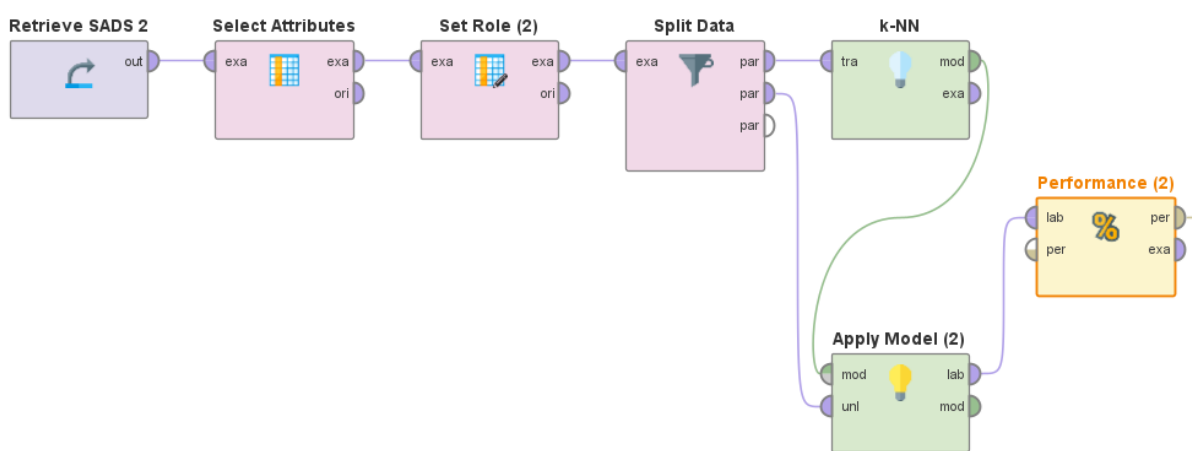 Retrieve SADS 2
out
Select Attributes
exa
exa
ori
Set Role (2)
exa
exa
ori
Split Data
exa
par
par
par
k-NN
tra
mod
exa
Performance (2)
lab
per
per
exa
%
Apply Model (2)
mod
lab
unl
mod